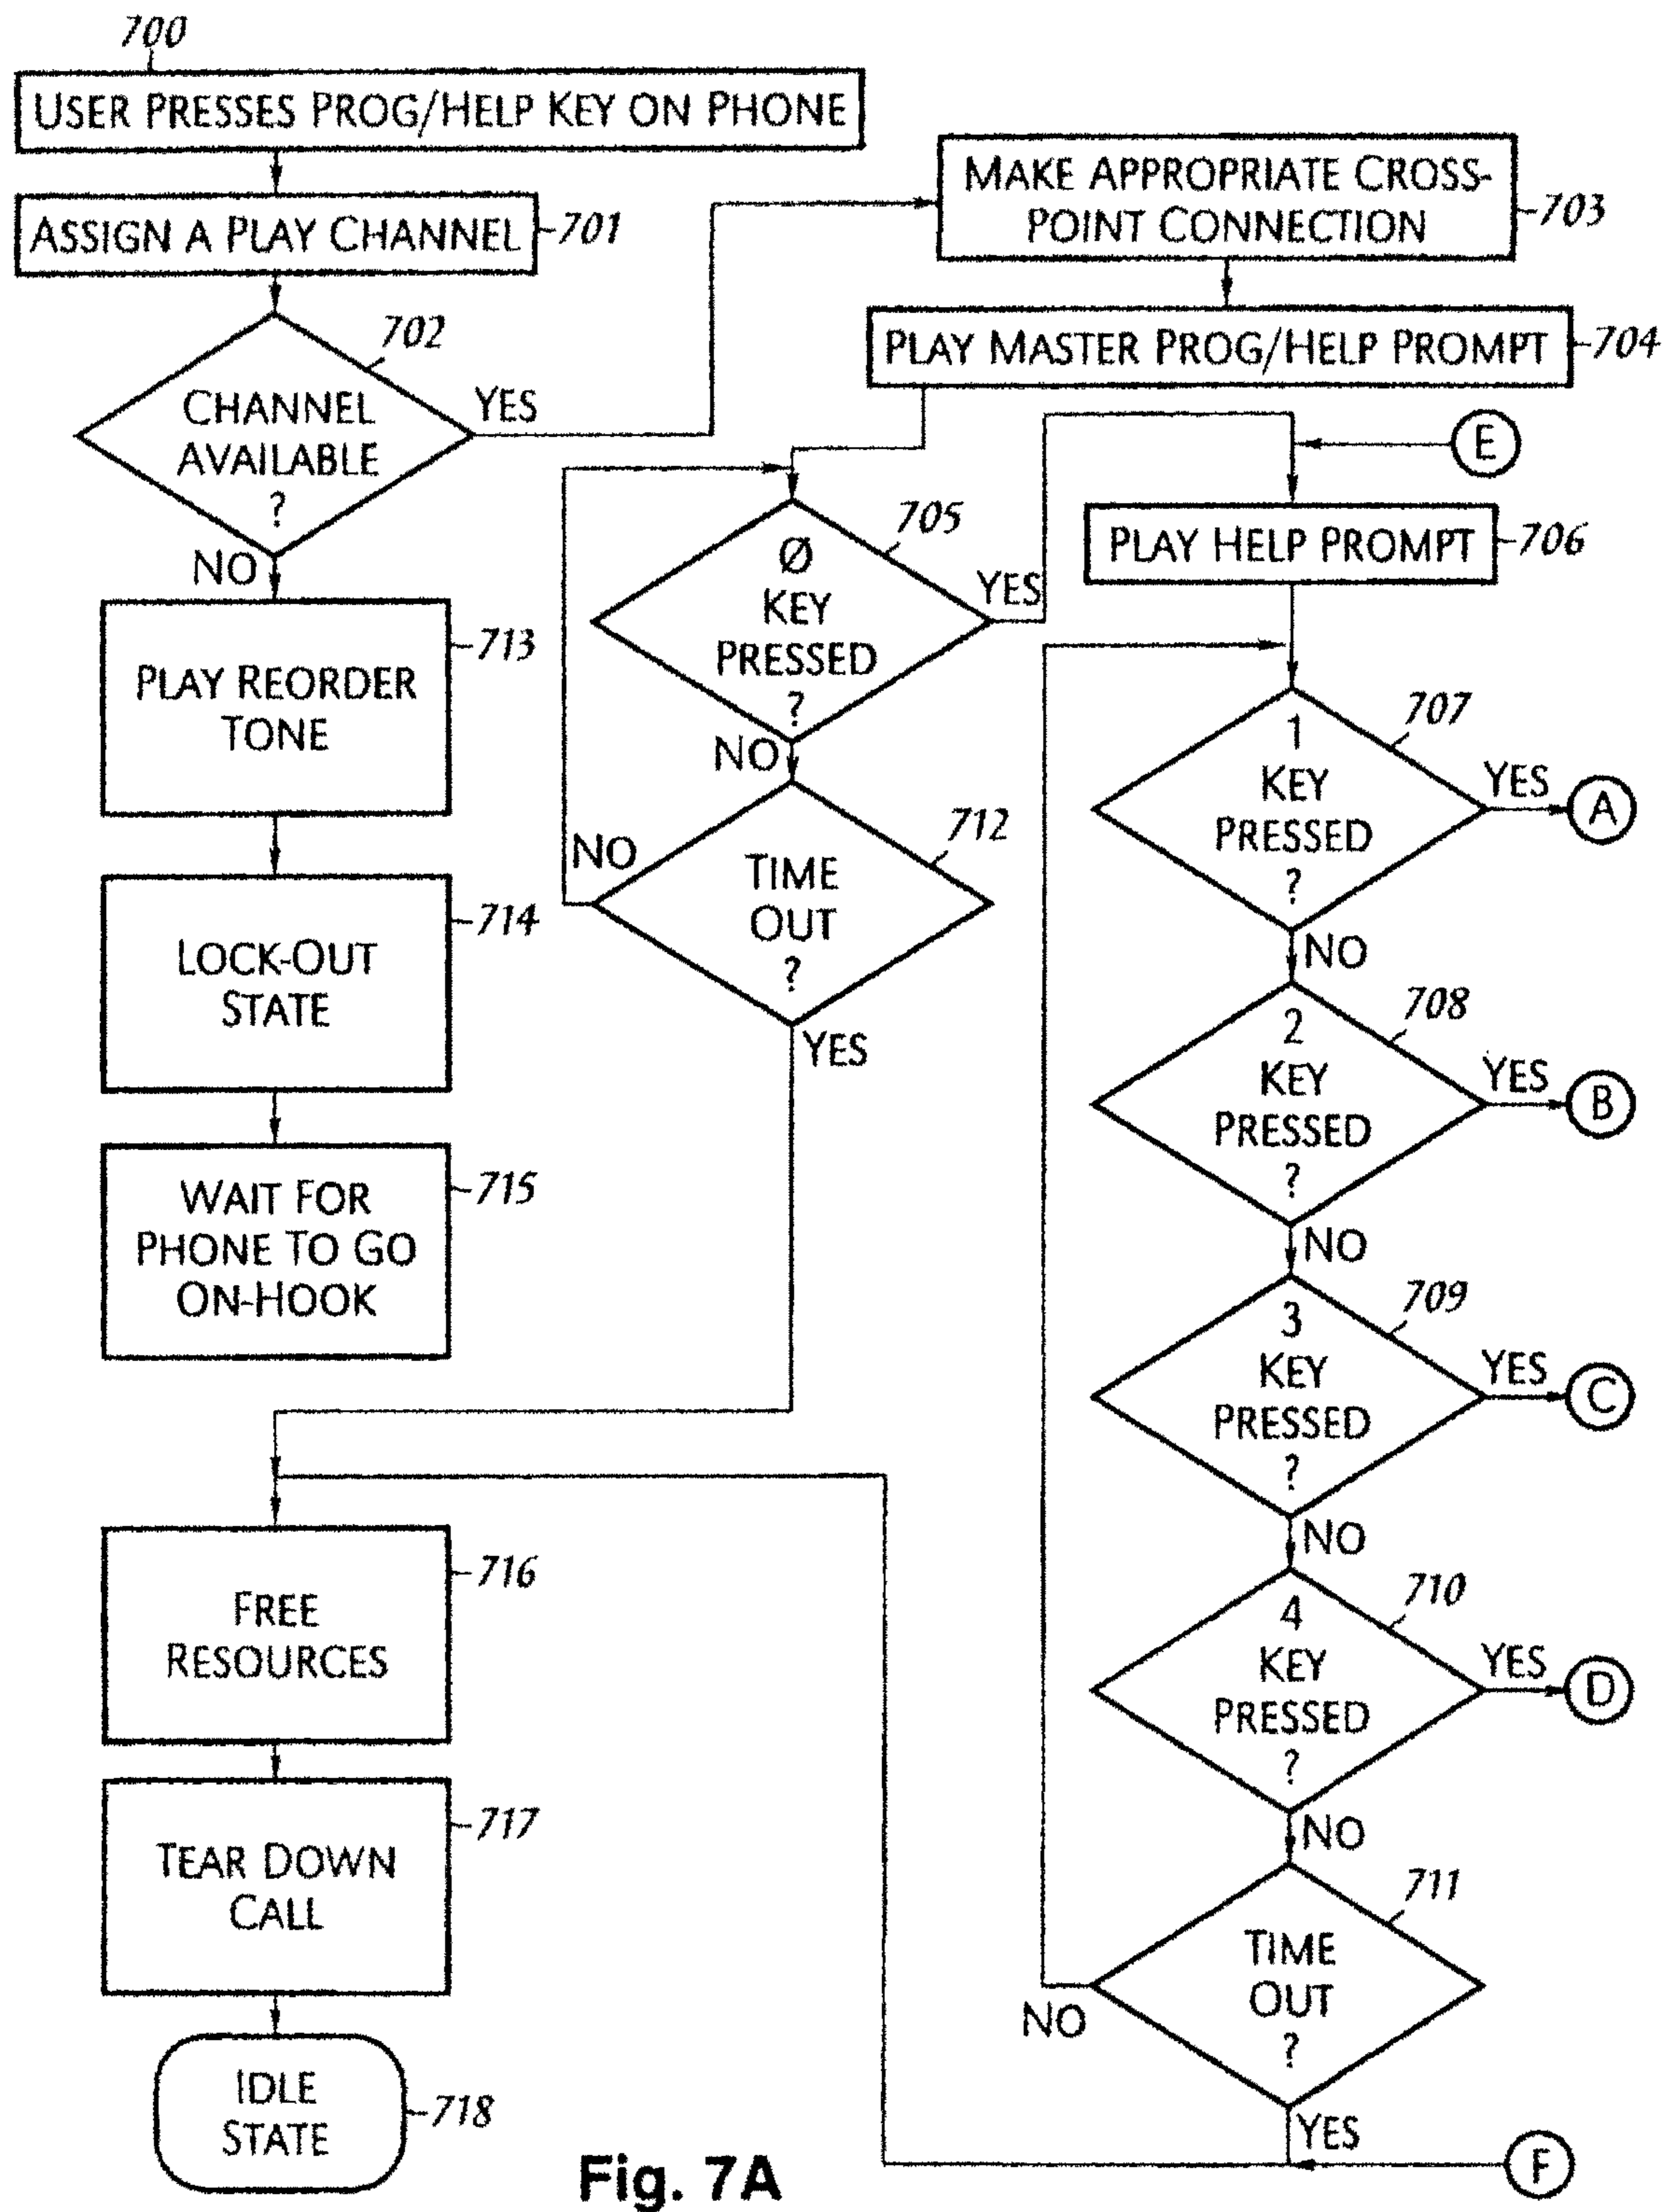 700
USER PRESSES PROG/HELP KEY ON PHONE
ASSIGN A PLAY CHANNEL
701
702
CHANNEL
AVAILABLE
?
YES
NO
MAKE APPROPRIATE CROSS-
POINT CONNECTION
703
PLAY MASTER PROG/HELP PROMPT
704
E
705
Ø
KEY
PRESSED
?
YES
NO
PLAY HELP PROMPT
706
PLAY REORDER
TONE
713
LOCK-OUT
STATE
714
WAIT FOR
PHONE TO GO
ON-HOOK
715
712
TIME
OUT
?
NO
YES
707
1
KEY
PRESSED
?
YES
A
NO
708
2
KEY
PRESSED
?
YES
B
NO
709
3
KEY
PRESSED
?
YES
C
NO
710
4
KEY
PRESSED
?
YES
D
NO
711
TIME
OUT
?
NO
YES
F
FREE
RESOURCES
716
TEAR DOWN
CALL
717
IDLE
STATE
718
Fig. 7A